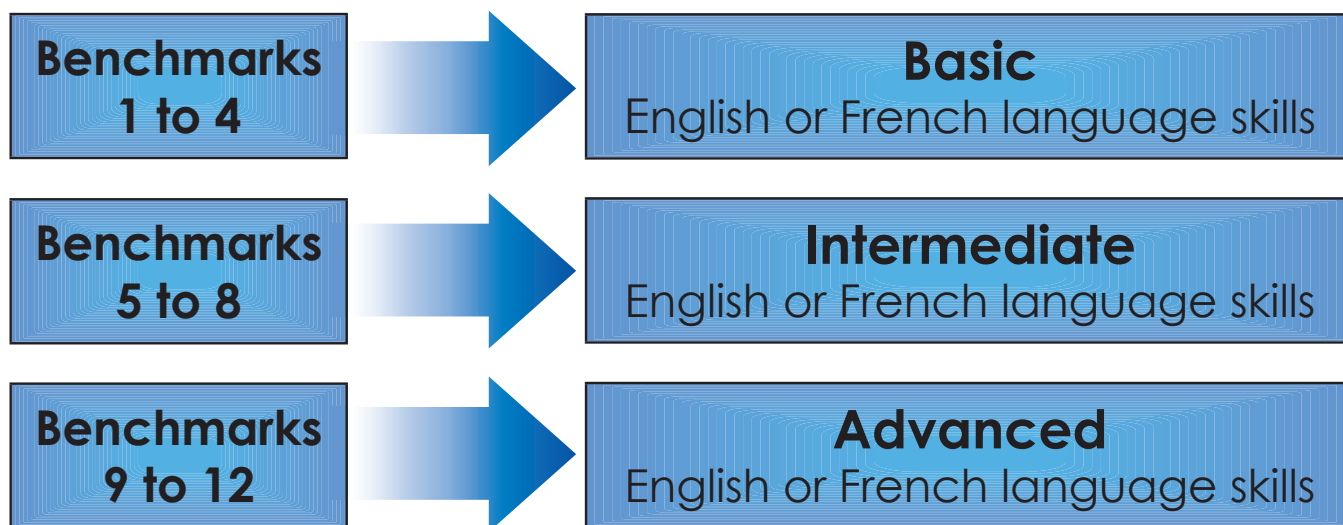 Benchmarks
1 to 4
Basic
English or French language skills
Benchmarks
5 to 8
Intermediate
English or French language skills
Benchmarks
9 to 12
Advanced
English or French language skills